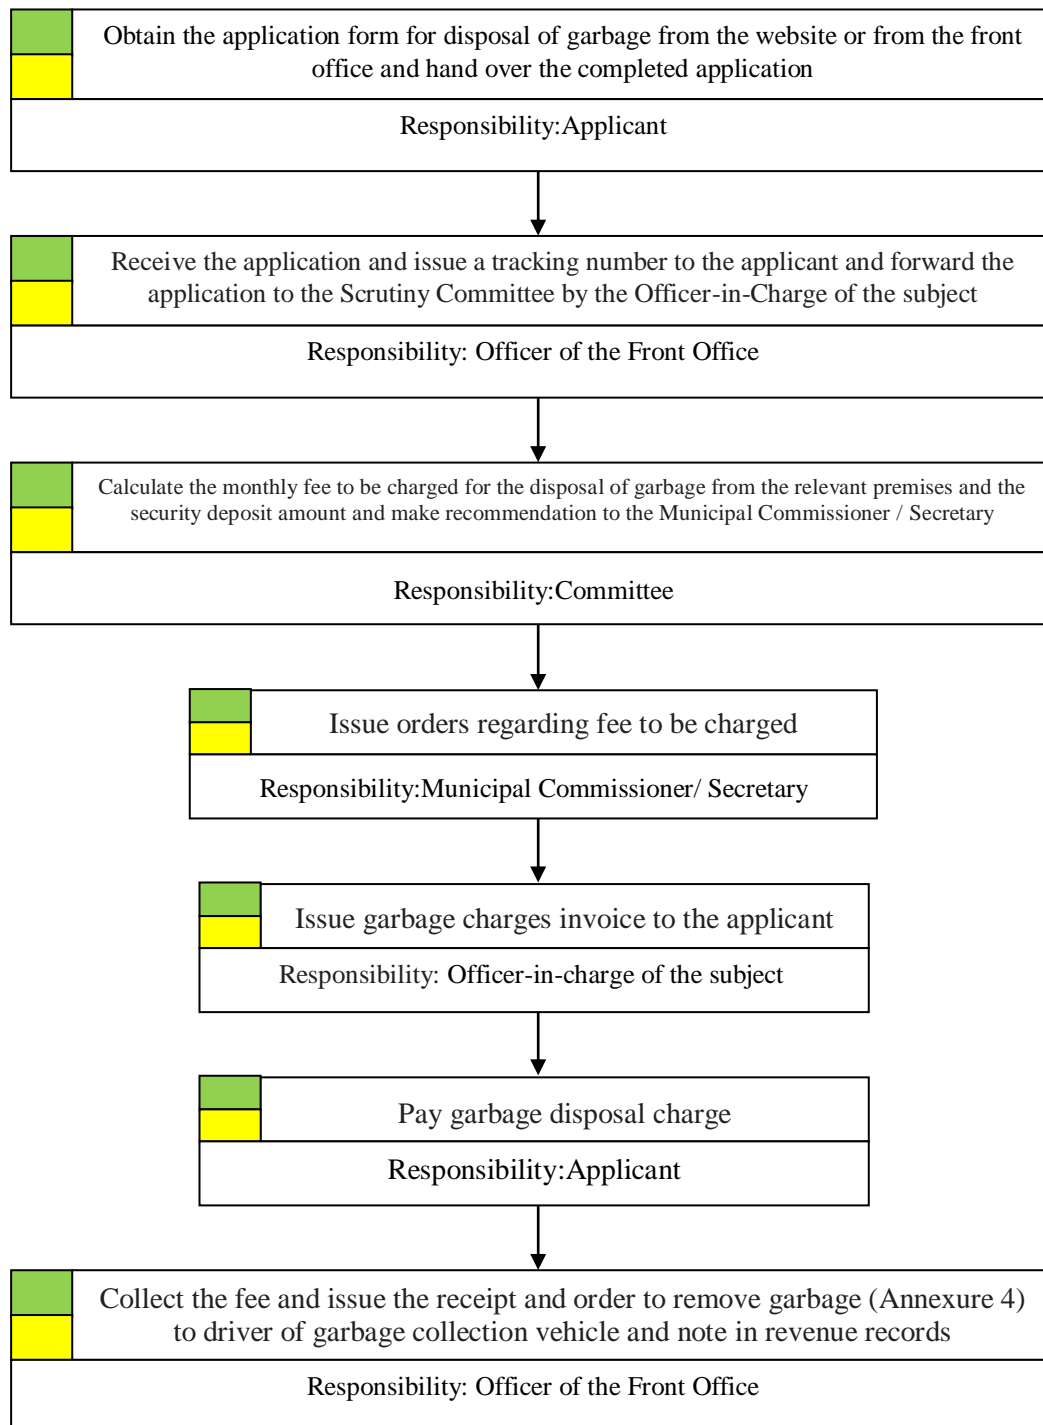 Obtain the application form for disposal of garbage from the website or from the front
office and hand over the completed application
Responsibility:Applicant
Receive the application and issue a tracking number to the applicant and forward the
application to the Scrutiny Committee by the Officer-in-Charge of the subject
Responsibility: Officer of the Front Office
Calculate the monthly fee to be charged for the disposal of garbage from the relevant premises and the
security deposit amount and make recommendation to the Municipal Commissioner / Secretary
Responsibility:Committee
Issue orders regarding fee to be charged
Responsibility:Municipal Commissioner/ Secretary
Issue garbage charges invoice to the applicant
Responsibility: Officer-in-charge of the subject
Pay garbage disposal charge
Responsibility:Applicant
Collect the fee and issue the receipt and order to remove garbage (Annexure 4)
to driver of garbage collection vehicle and note in revenue records
Responsibility: Officer of the Front Office